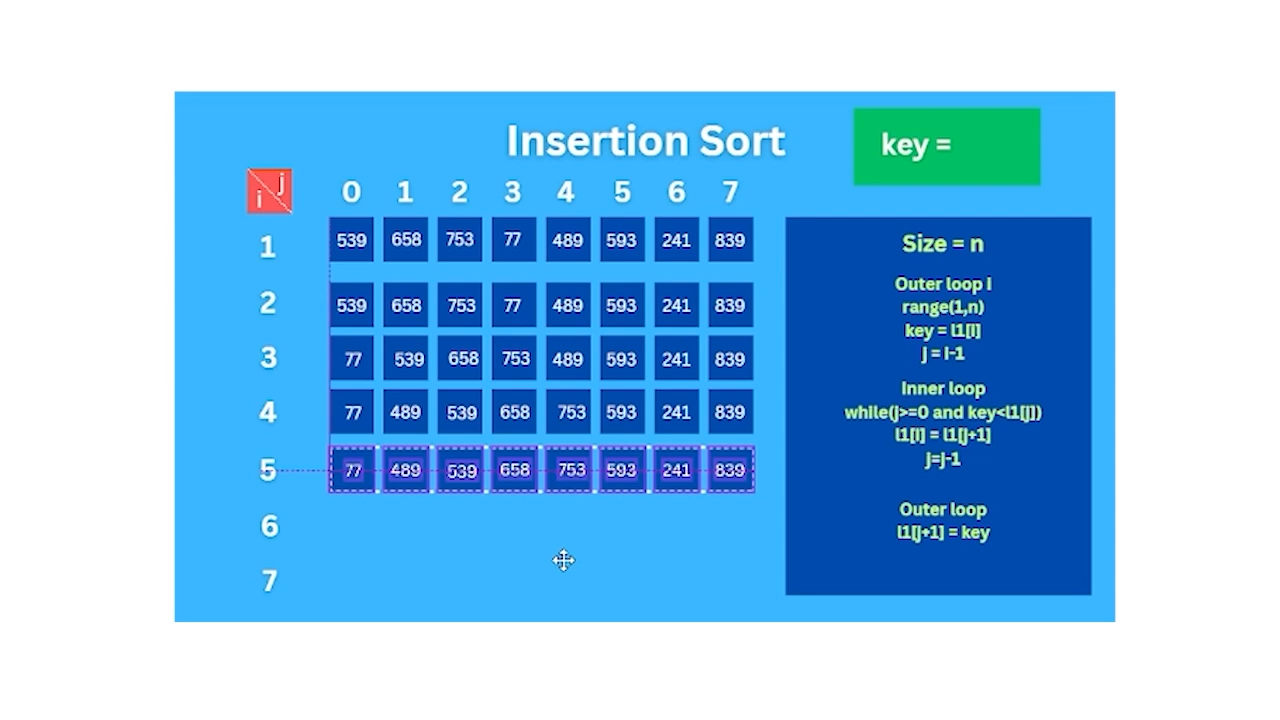 Insertion Sort
key =
i j
0 1 2 3 4 5 6 7
1 539 658 753 77 489 593 241 839
2 539 658 753 77 489 593 241 839
3 77 539 658 753 489 593 241 839
4 77 489 539 658 753 593 241 839
5 77 489 539 658 753 593 241 839
6
7
Size = n
Outer loop i
range(1,n)
key = l1[i]
j = i-1
Inner loop
while(j>=0 and key<l1[j])
l1[i] = l1[j+1]
j=j-1
Outer loop
l1[j+1] = key